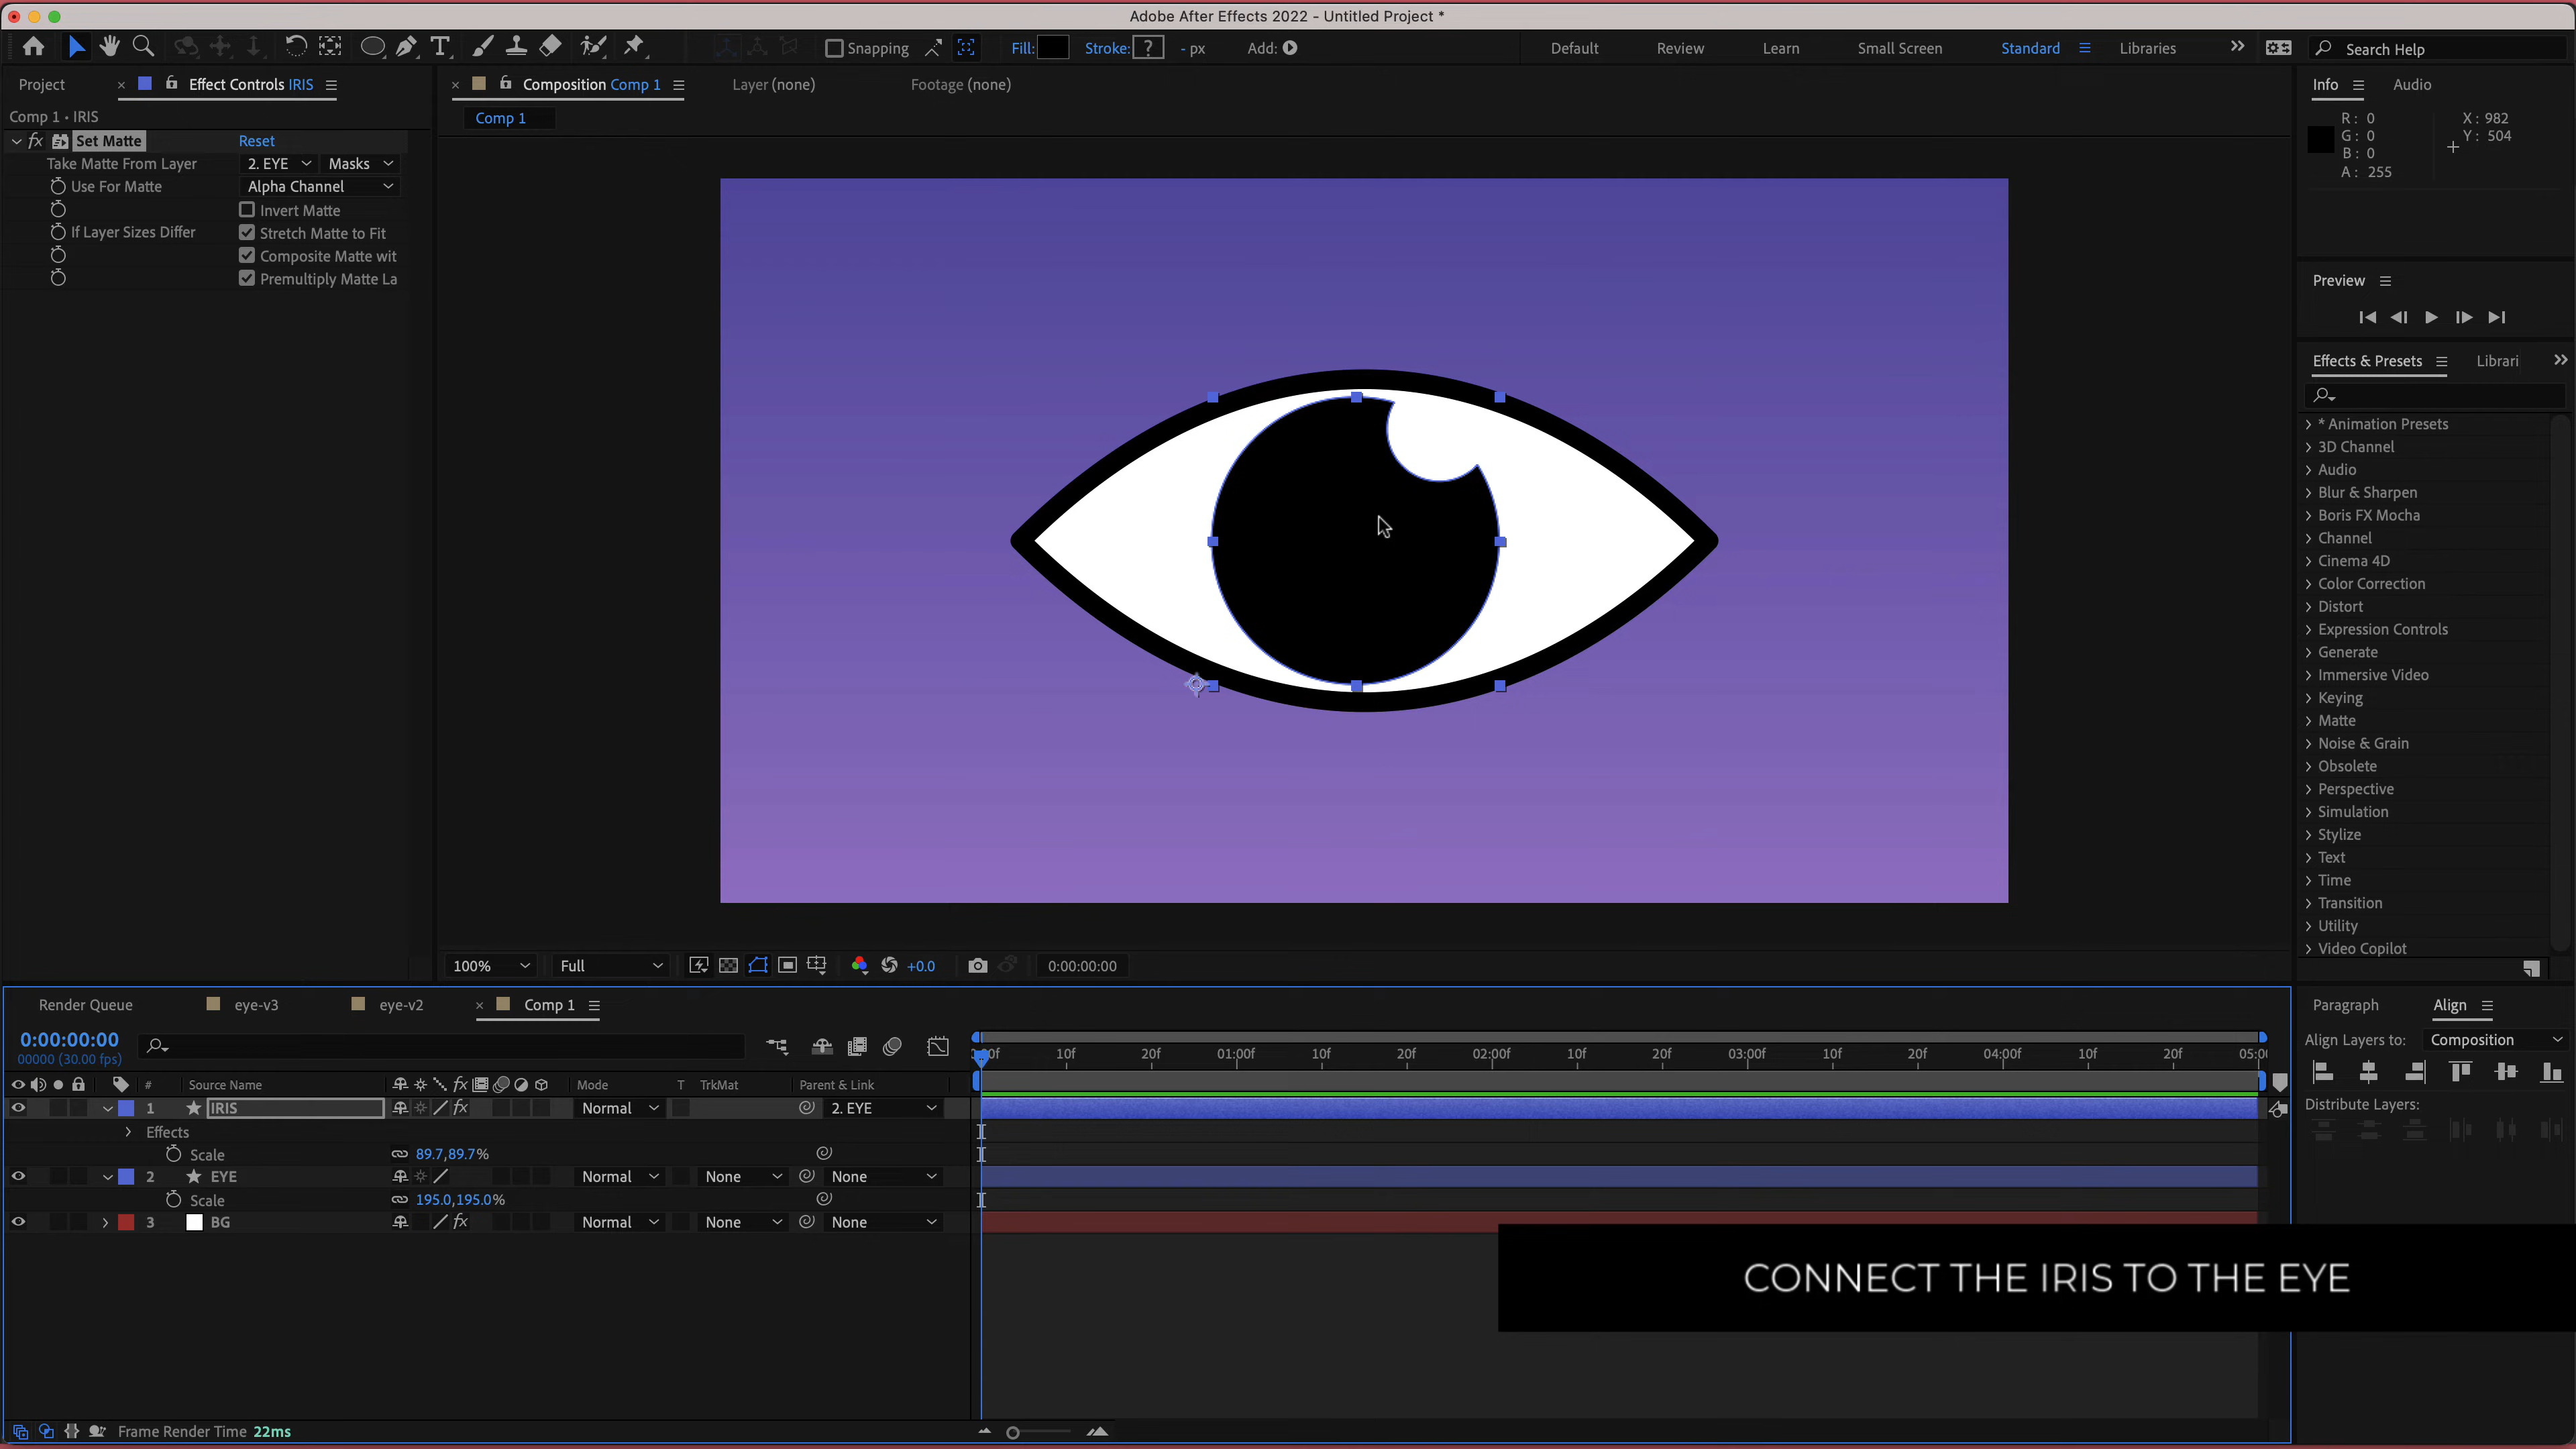 Adobe After Effects 2022 - Untitled Project *
Snapping
Fill:
Stroke: ? - px
Add:
Default
Review
Learn
Small Screen
Standard
Libraries
Search Help
Project
Effect Controls IRIS
Composition Comp 1
Layer (none)
Footage (none)
Info
Audio
Comp 1 • IRIS
Comp 1
R: 0
G: 0
B: 0
A: 255
X: 982
Y: 504
fx Set Matte Reset
Take Matte From Layer 2. EYE Masks
Use For Matte Alpha Channel
Invert Matte
If Layer Sizes Differ Stretch Matte to Fit
Composite Matte wit
Premultiply Matte La
Preview
Effects & Presets
Librari
* Animation Presets
3D Channel
Audio
Blur & Sharpen
Boris FX Mocha
Channel
Cinema 4D
Color Correction
Distort
Expression Controls
Generate
Immersive Video
Keying
Matte
Noise & Grain
Obsolete
Perspective
Simulation
Stylize
Text
Time
Transition
Utility
Video Copilot
100% Full +0.0 0:00:00:00
Render Queue
eye-v3
eye-v2
Comp 1
Paragraph
Align
0:00:00:00
00000 (30.00 fps)
Align Layers to: Composition
Distribute Layers:
10f 20f 01:00f 10f 20f 02:00f 10f 20f 03:00f 10f 20f 04:00f 10f 20f
# Source Name fx Mode T TrkMat Parent & Link
1 IRIS fx Normal 2. EYE
Effects
Scale 89.7,89.7%
2 EYE Normal None None
Scale 195.0,195.0%
3 BG fx Normal None None
CONNECT THE IRIS TO THE EYE
Frame Render Time 22ms